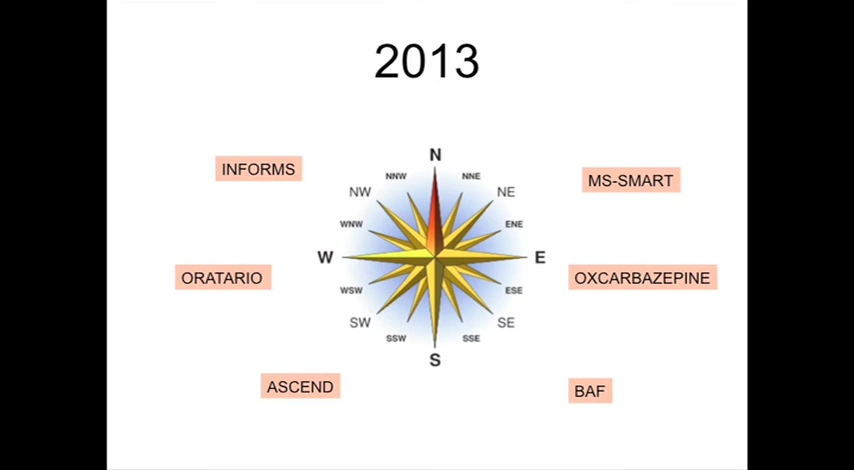 2013
N
INFORMS
NNW
NNE
MS-SMART
NW
NE
WNW
ENE
W
E
ORATARIO
OXCARBAZEPINE
WSW
ESE
SW
SE
SSW
SSE
S
ASCEND
BAF